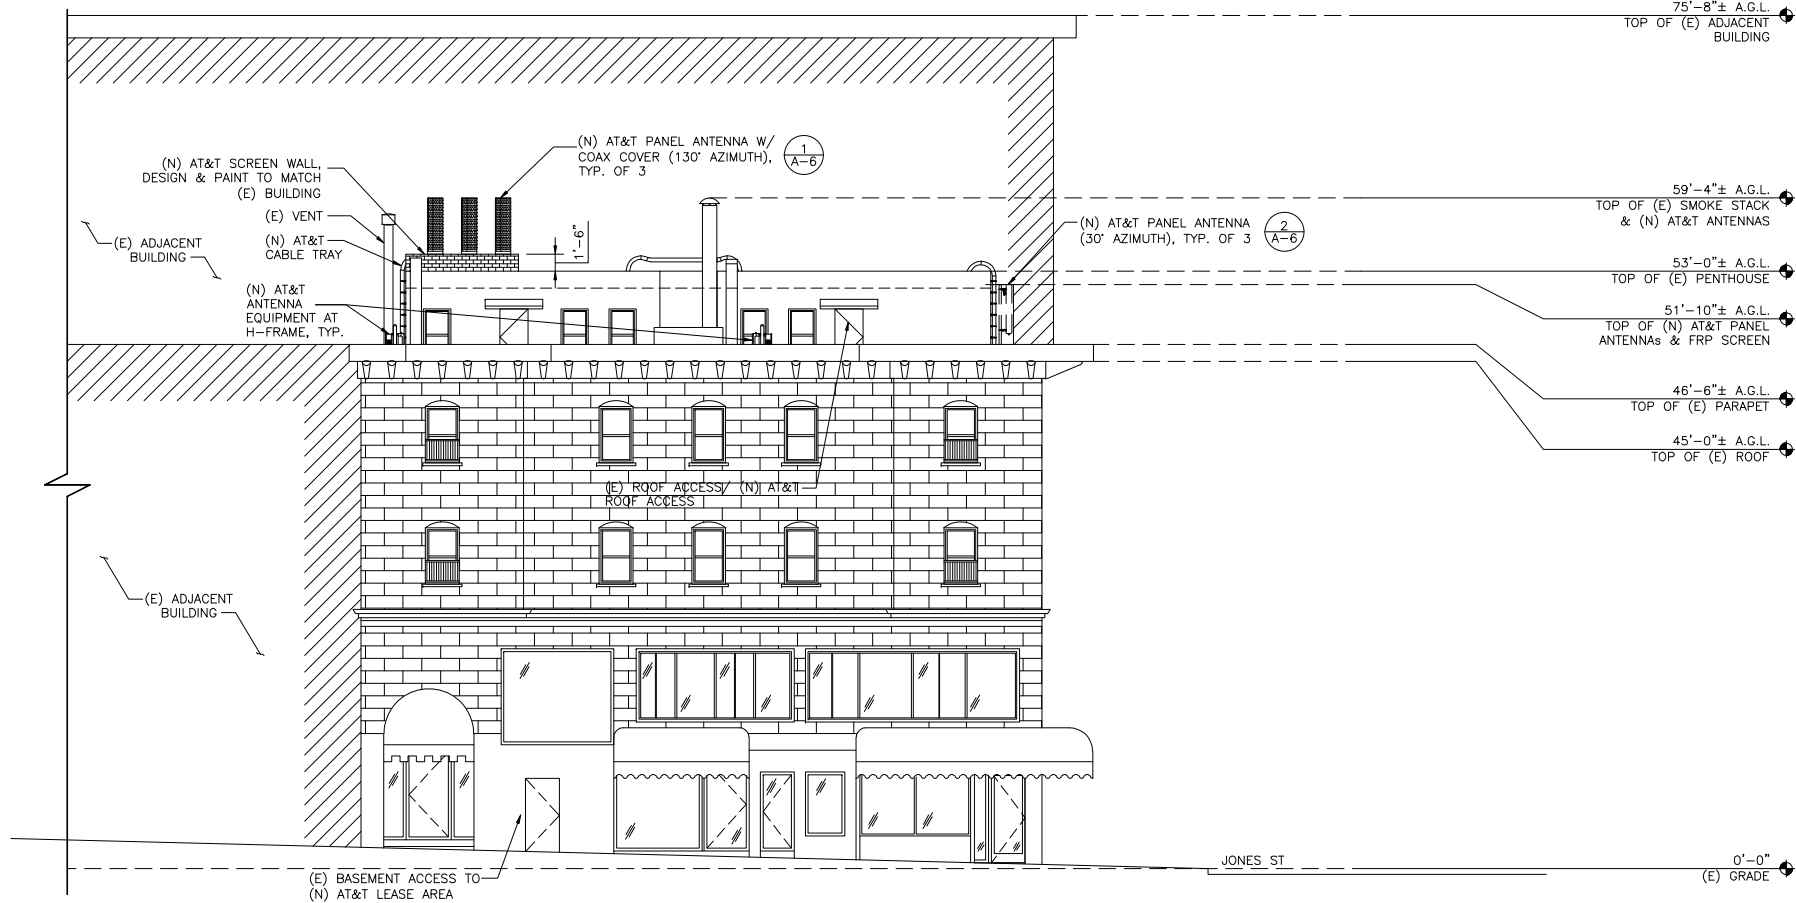 75'-8"± A.G.L.
TOP OF (E) ADJACENT
BUILDING
(N) AT&T PANEL ANTENNA W/
COAX COVER (130° AZIMUTH),
TYP. OF 3
1
A-6
(N) AT&T SCREEN WALL,
DESIGN & PAINT TO MATCH
(E) BUILDING
(E) VENT
(N) AT&T
CABLE TRAY
(E) ADJACENT
BUILDING
(N) AT&T
ANTENNA
EQUIPMENT AT
H-FRAME, TYP.
1'-6"
(N) AT&T PANEL ANTENNA
(30° AZIMUTH), TYP. OF 3
2
A-6
59'-4"± A.G.L.
TOP OF (E) SMOKE STACK
& (N) AT&T ANTENNAS
53'-0"± A.G.L.
TOP OF (E) PENTHOUSE
51'-10"± A.G.L.
TOP OF (N) AT&T PANEL
ANTENNAs & FRP SCREEN
46'-6"± A.G.L.
TOP OF (E) PARAPET
45'-0"± A.G.L.
TOP OF (E) ROOF
(E) ROOF ACCESS/ (N) AT&T
ROOF ACCESS
(E) ADJACENT
BUILDING
(E) BASEMENT ACCESS TO
(N) AT&T LEASE AREA
JONES ST
0'-0"
(E) GRADE